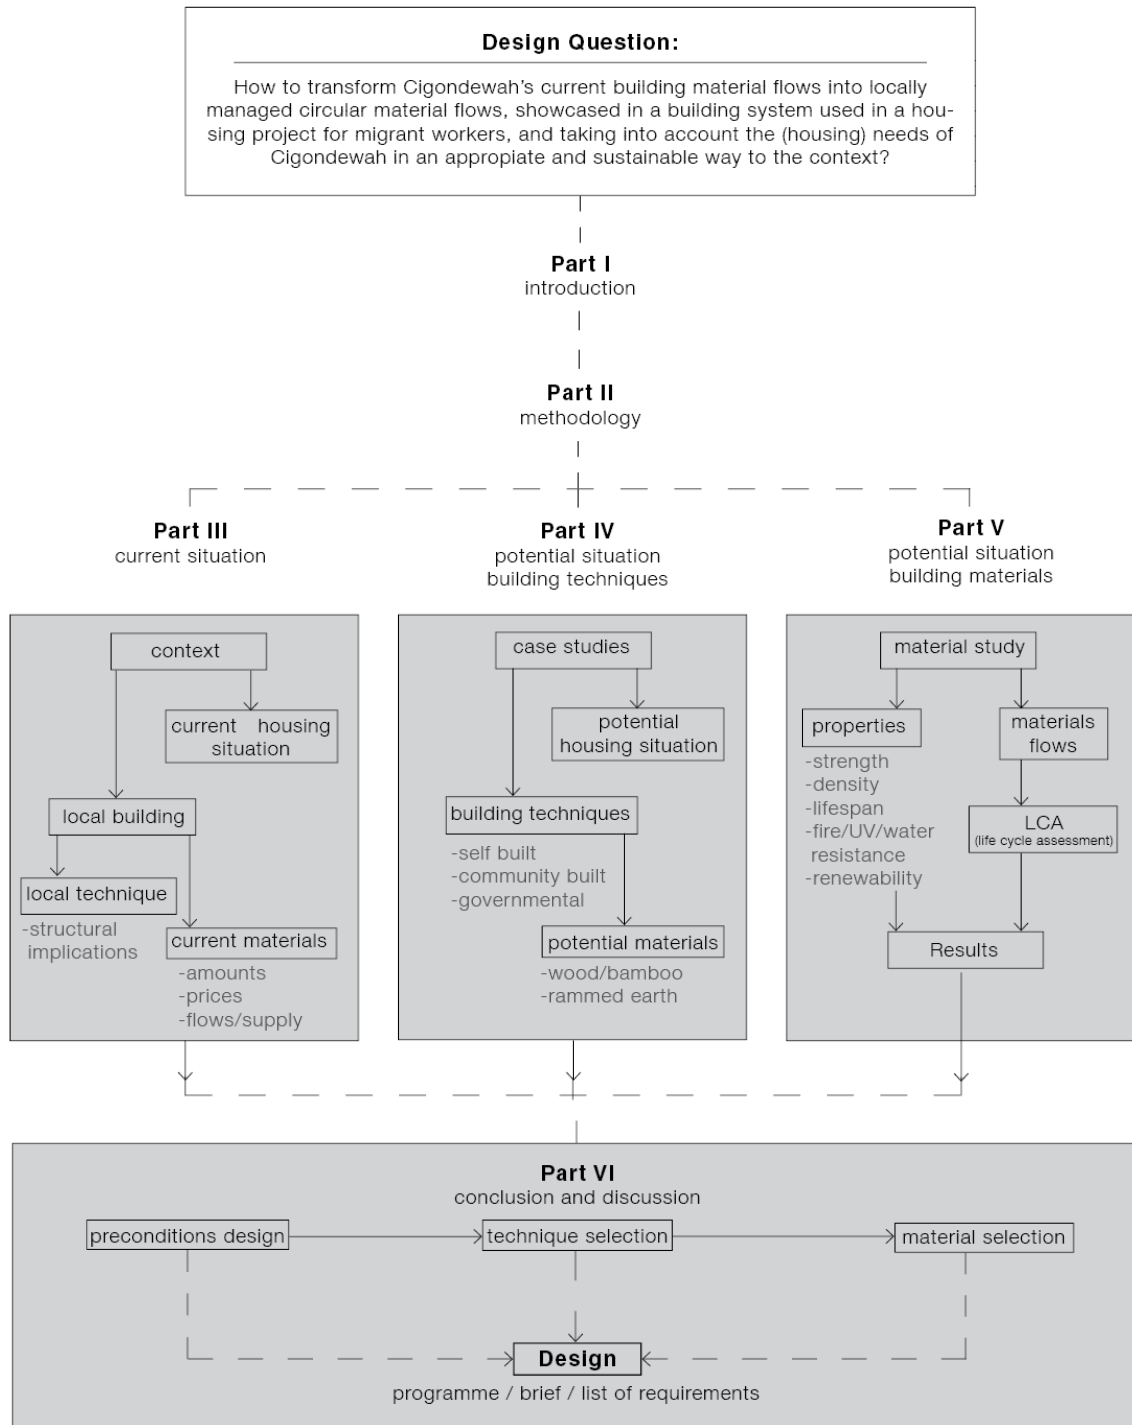 Design Question:
How to transform Cigondewah's current building material flows into locally
managed circular material flows, showcased in a building system used in a hou-
sing project for migrant workers, and taking into account the (housing) needs of
Cigondewah in an appropiate and sustainable way to the context?
Part I
introduction
Part II
methodology
Part III
current situation
Part IV
potential situation
building techniques
Part V
potential situation
building materials
context
current housing
situation
local building
local technique
-structural
implications
current materials
-amounts
-prices
-flows/supply
case studies
potential
housing situation
building techniques
-self built
-community built
-governmental
potential materials
-wood/bamboo
-rammed earth
material study
properties
-strength
-density
-lifespan
-fire/UV/water
resistance
-renewability
materials
flows
LCA
(life cycle assessment)
Results
Part VI
conclusion and discussion
preconditions design
technique selection
material selection
Design
programme / brief / list of requirements